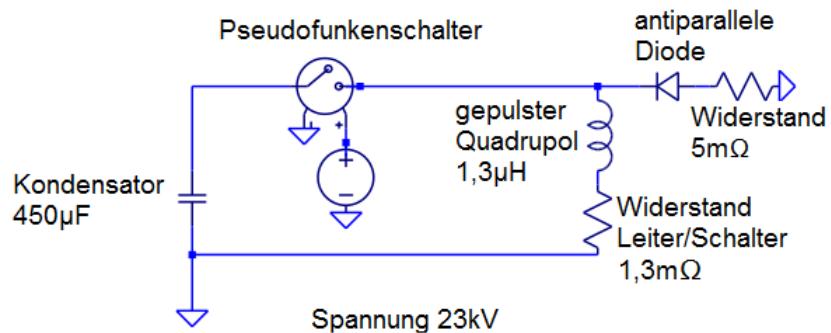 Pseudofunkenschalter
antiparallele
Diode
gepulster
Quadrupol
1,3µH
Widerstand
5mΩ
Kondensator
450µF
Widerstand
Leiter/Schalter
1,3mΩ
Spannung 23kV